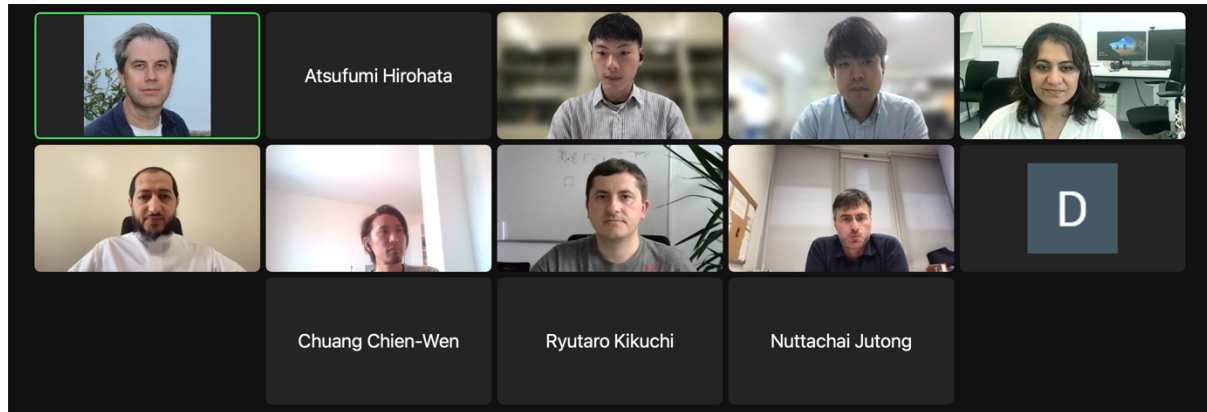 Atsufumi Hirohata
D
Chuang Chien-Wen
Ryutaro Kikuchi
Nuttachai Jutong